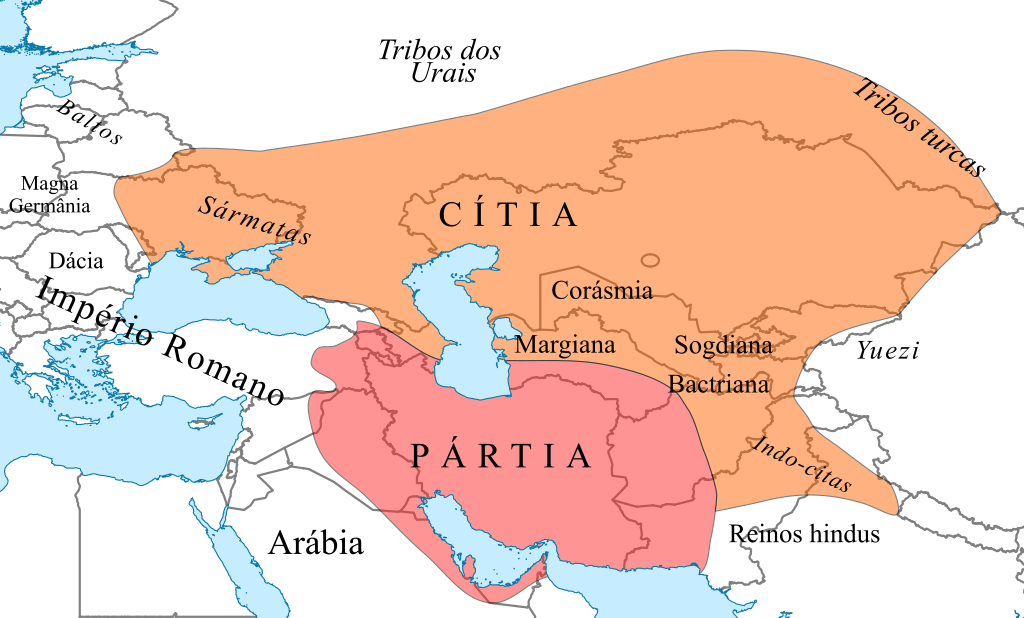 Tribos dos
Urais
Tribos turcas
Baltos
Magna
Germânia
Sármatas
CÍTIA
Dácia
Império Romano
Corásmia
Margiana
Sogdiana
Yuezi
Bactriana
PÁRTIA
Indo-citas
Arábia
Reinos hindus